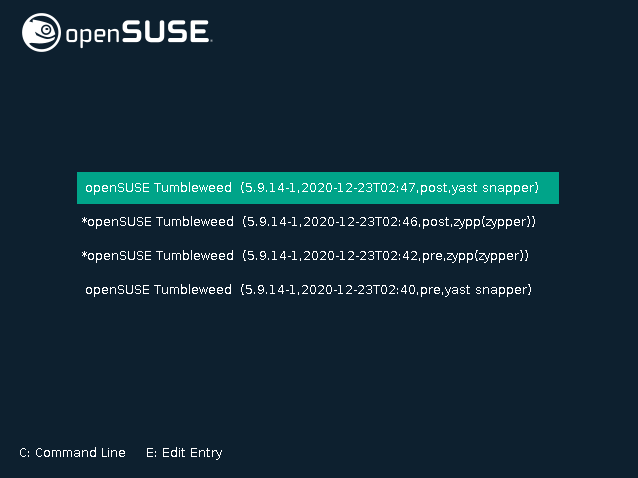 openSUSE.
openSUSE Tumbleweed (5.9.14-1,2020-12-23T02:47,post,yast snapper)
*openSUSE Tumbleweed (5.9.14-1,2020-12-23T02:46,post,zypp(zypper))
*openSUSE Tumbleweed (5.9.14-1,2020-12-23T02:42,pre,zypp(zypper))
openSUSE Tumbleweed (5.9.14-1,2020-12-23T02:40,pre,yast snapper)
C: Command Line E: Edit Entry